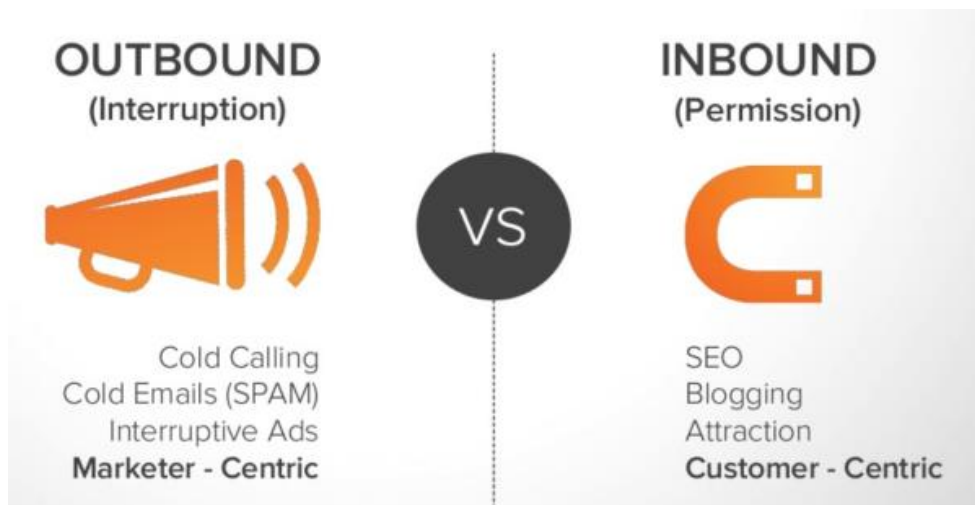 OUTBOUND
(Interruption)
Cold Calling
Cold Emails (SPAM)
Interruptive Ads
Marketer - Centric
VS
INBOUND
(Permission)
SEO
Blogging
Attraction
Customer - Centric